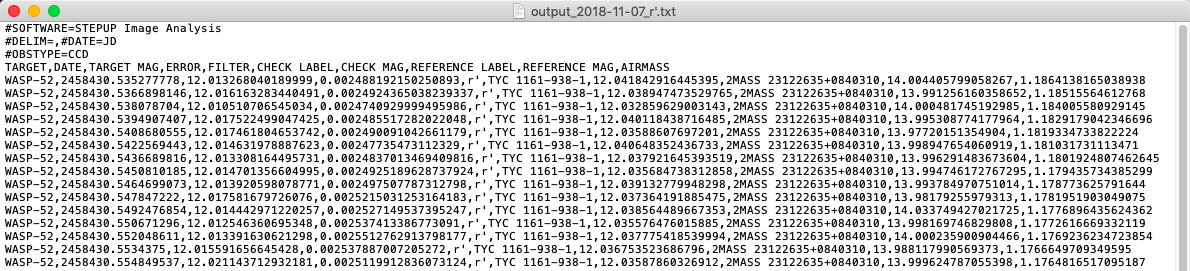 output_2018-11-07_r'.txt
#SOFTWARE=STEPUP Image Analysis
#DELIM=,#DATE=JD
#OBSTYPE=CCD
TARGET,DATE,TARGET MAG,ERROR,FILTER,CHECK LABEL,CHECK MAG,REFERENCE LABEL,REFERENCE MAG,AIRMASS
WASP-52,2458430.535277778,12.013268040189999,0.002488192150250893,r',TYC 1161-938-1,12.041842916445395,2MASS 23122635+0840310,14.004405799058267,1.1864138165038938
WASP-52,2458430.5366898146,12.016163283440491,0.0024924365038239337,r',TYC 1161-938-1,12.038947473529765,2MASS 23122635+0840310,13.991256160358652,1.18515564612768
WASP-52,2458430.538078704,12.010510706545034,0.0024740929999495986,r',TYC 1161-938-1,12.032859629003143,2MASS 23122635+0840310,14.000481745192985,1.184005580929145
WASP-52,2458430.5394907407,12.017522499047425,0.0024855172820220​48,r',TYC 1161-938-1,12.040118438716485,2MASS 23122635+0840310,13.995308774177964,1.1829179042346696
WASP-52,2458430.5408680555,12.017461804653742,0.002490091042661179,r',TYC 1161-938-1,12.03588607697201,2MASS 23122635+0840310,13.97720151354904,1.1819334733822224
WASP-52,2458430.5422569443,12.014631978887623,0.00247735473112329,r',TYC 1161-938-1,12.040648352436733,2MASS 23122635+0840310,13.998947654060919,1.181031731113471
WASP-52,2458430.5436689816,12.013308164495731,0.0024837013469409816,r',TYC 1161-938-1,12.037921645393519,2MASS 23122635+0840310,13.996291483673604,1.1801924807462645
WASP-52,2458430.5450810185,12.014701356604995,0.0024925189628737924,r',TYC 1161-938-1,12.035684738312858,2MASS 23122635+0840310,13.994746172767295,1.179435734385299
WASP-52,2458430.5464699073,12.013920598078771,0.002497507787312798,r',TYC 1161-938-1,12.039132779948298,2MASS 23122635+0840310,13.993784970751014,1.178773625791644
WASP-52,2458430.547847222,12.017581679726076,0.0025215031253164183,r',TYC 1161-938-1,12.037364191885475,2MASS 23122635+0840310,13.98179255979313,1.1781951903049075
WASP-52,2458430.5492476854,12.014442971220257,0.002527149537395247,r',TYC 1161-938-1,12.038564489667353,2MASS 23122635+0840310,14.033749427021725,1.1776896435624362
WASP-52,2458430.550671296,12.012546360695348,0.0025374133867730​91,r',TYC 1161-938-1,12.035576476015885,2MASS 23122635+0840310,13.998169746829808,1.1772616669332119
WASP-52,2458430.552048611,12.013391630621298,0.0025512762913798177,r',TYC 1161-938-1,12.037775418539994,2MASS 23122635+0840310,14.000235900904466,1.1769236234723854
WASP-52,2458430.5534375,12.015591656645428,0.002537887007205272,r',TYC 1161-938-1,12.036753523686796,2MASS 23122635+0840310,13.988117990569373,1.1766649709349595
WASP-52,2458430.554849537,12.021143712932181,0.0025119912836073124,r',TYC 1161-938-1,12.03587860326912,2MASS 23122635+0840310,13.999624787055398,1.1764816517095187